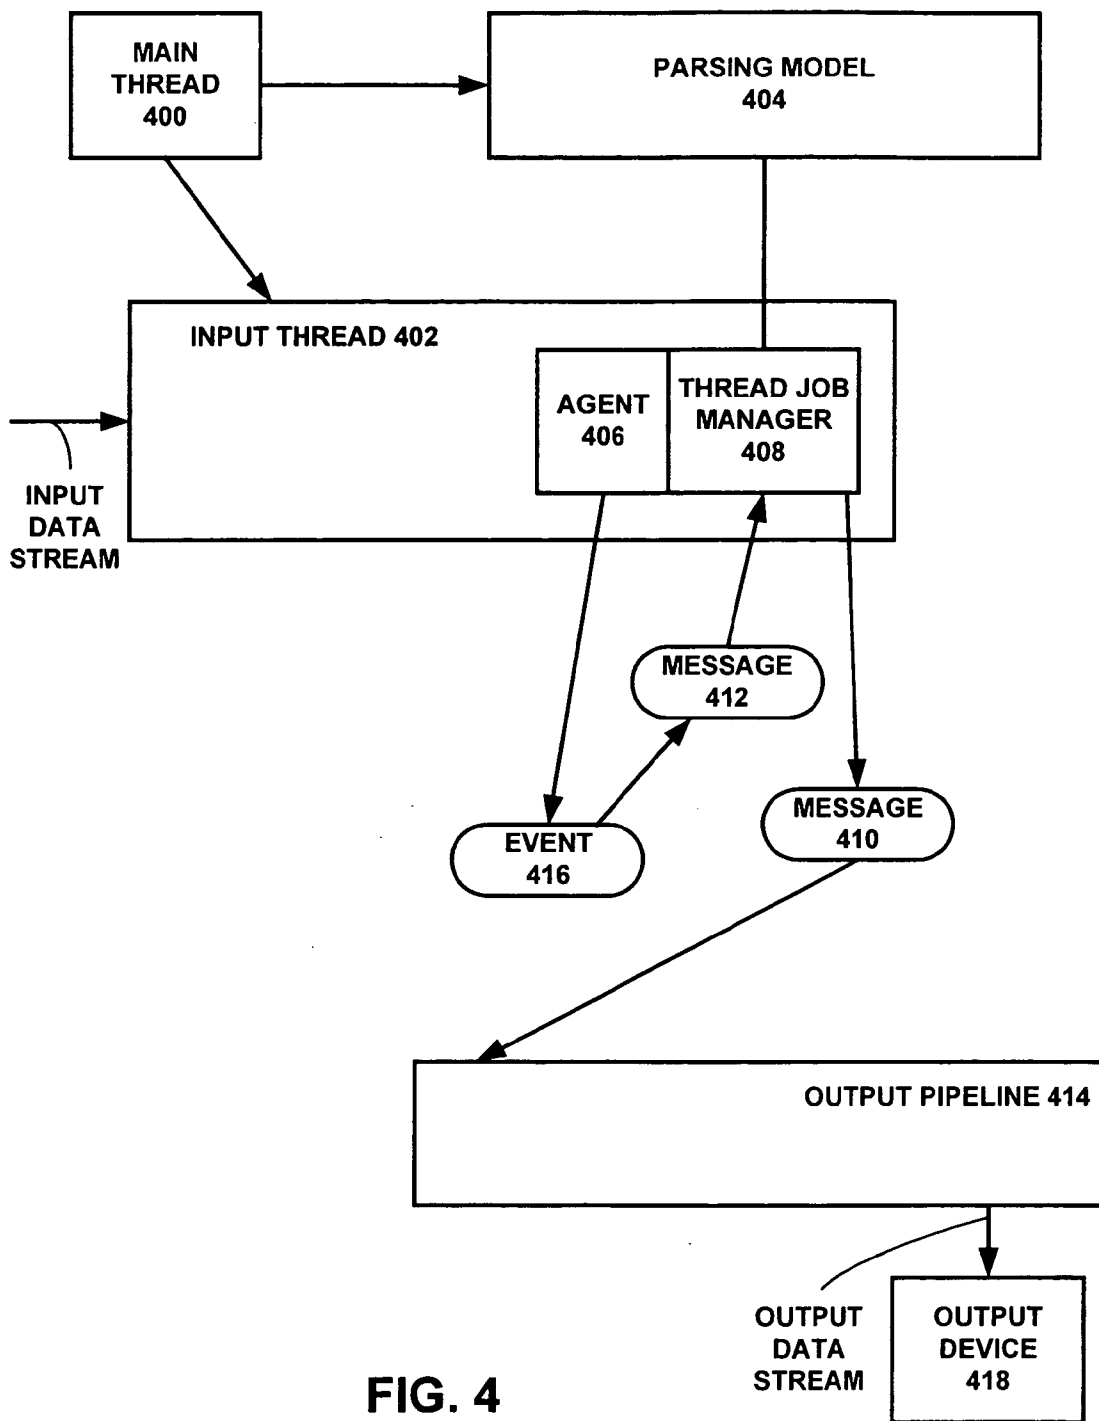 MAIN
THREAD
400
PARSING MODEL
404
INPUT THREAD 402
AGENT
406
THREAD JOB
MANAGER
408
INPUT
DATA
STREAM
MESSAGE
412
MESSAGE
410
EVENT
416
OUTPUT PIPELINE 414
OUTPUT
DATA
STREAM
OUTPUT
DEVICE
418
FIG. 4